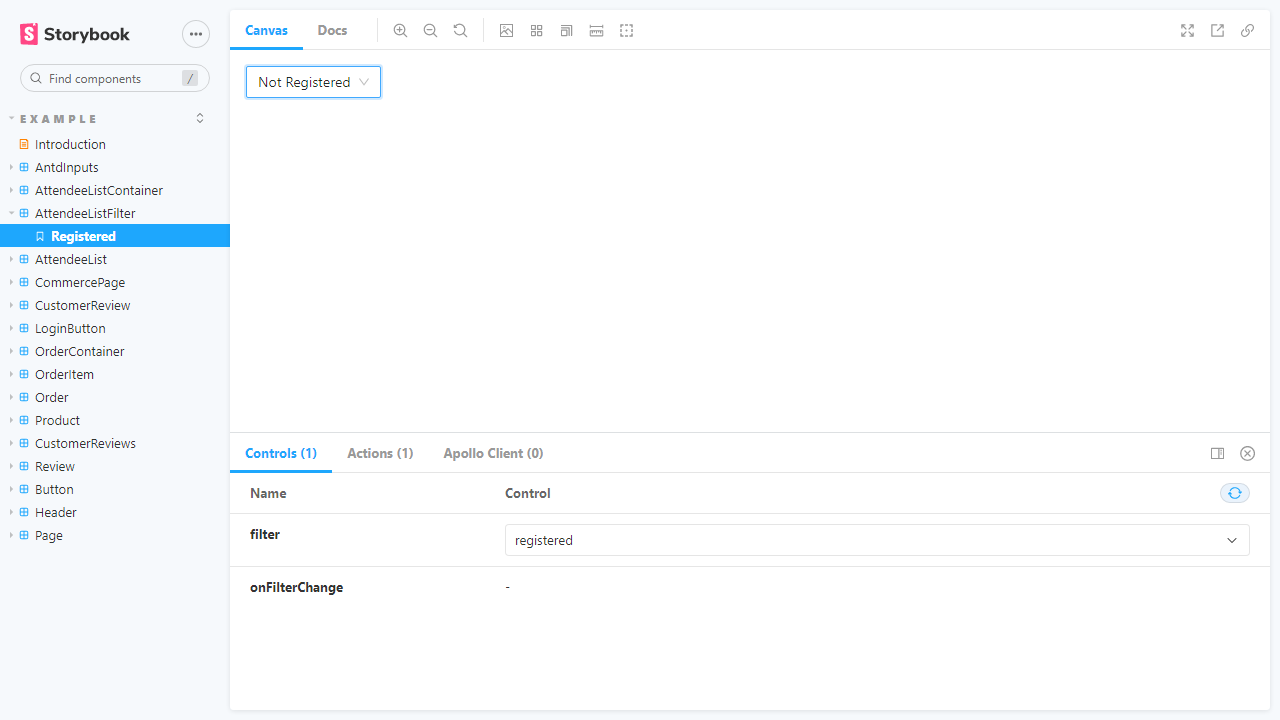 Storybook
Find components
/
EXAMPLE
Introduction
AntdInputs
AttendeeListContainer
AttendeeListFilter
Registered
AttendeeList
CommercePage
CustomerReview
LoginButton
OrderContainer
OrderItem
Order
Product
CustomerReviews
Review
Button
Header
Page
Canvas
Docs
Not Registered
Controls (1)
Actions (1)
Apollo Client (0)
Name
Control
filter
registered
onFilterChange
-